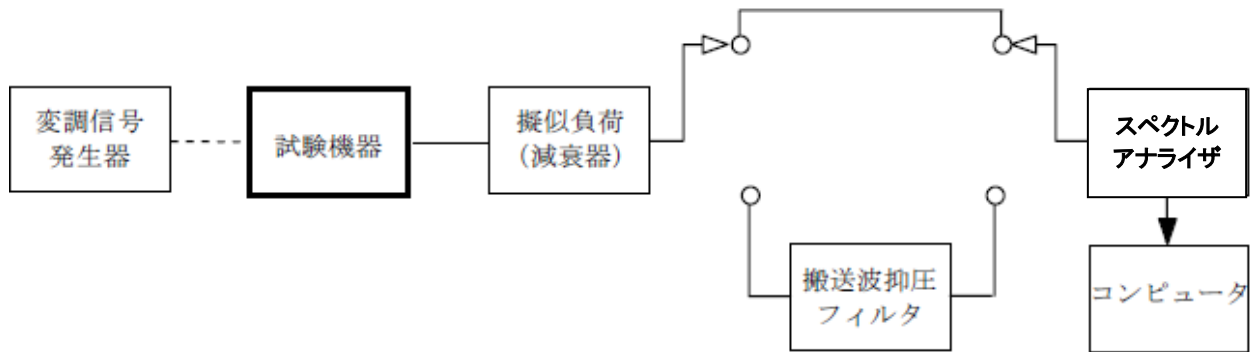 変調信号
発生器
試験機器
擬似負荷
（減衰器）
スペクトル
アナライザ
搬送波抑圧
フィルタ
コンピュータ